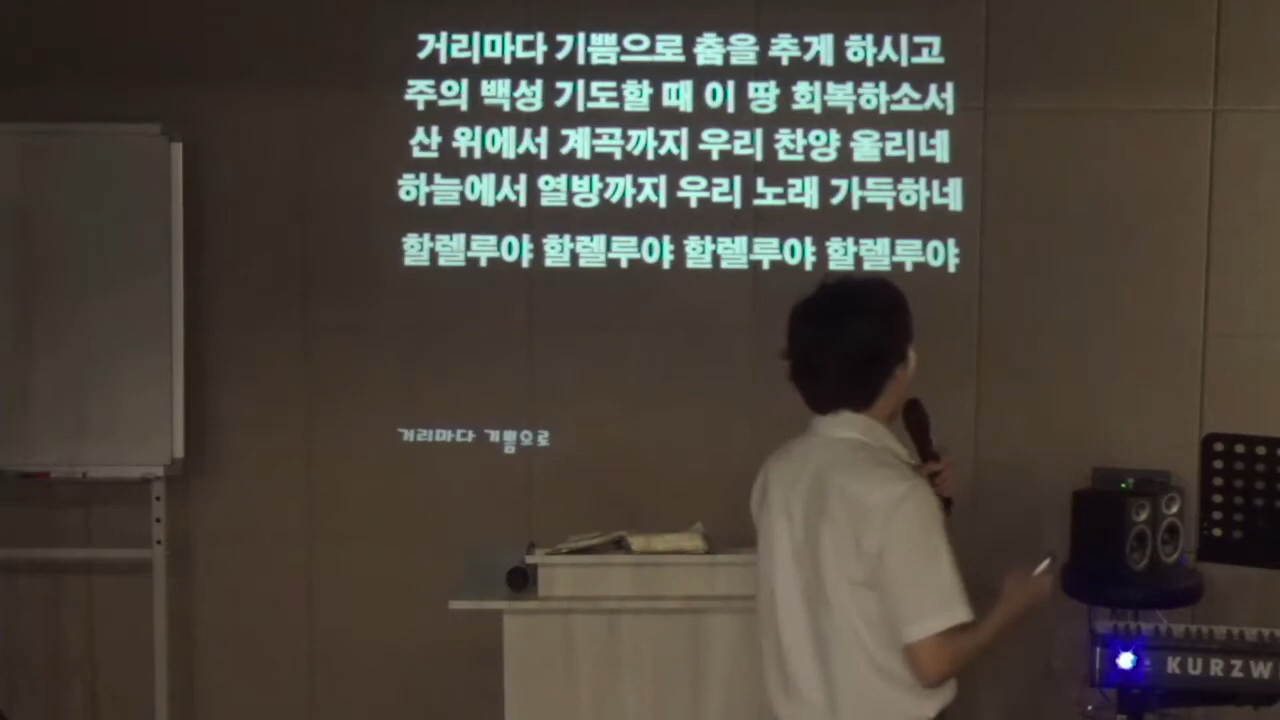 거리마다 기쁨으로 춤을 추게 하시고
주의 백성 기도할 때 이 땅 회복하소서
산 위에서 계곡까지 우리 찬양 울리네
하늘에서 열방까지 우리 노래 가득하네
할렐루야 할렐루야 할렐루야 할렐루야
거리마다 기쁨으로
KURZW